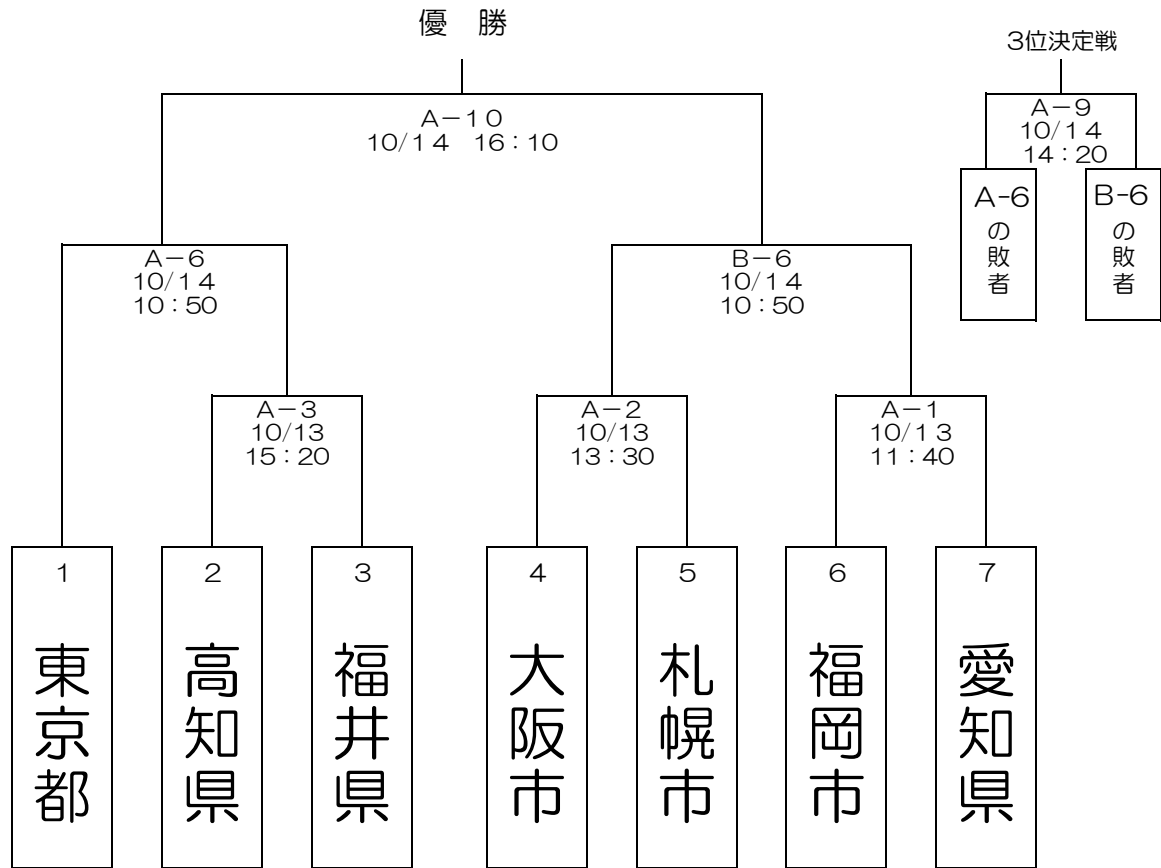 優 勝
3位決定戦
A-10
10/14 16:10
A-9
10/14
14:20
A-6の敗者
B-6の敗者
A-6
10/14
10:50
B-6
10/14
10:50
A-3
10/13
15:20
A-2
10/13
13:30
A-1
10/13
11:40
1
東京都
2
高知県
3
福井県
4
大阪市
5
札幌市
6
福岡市
7
愛知県